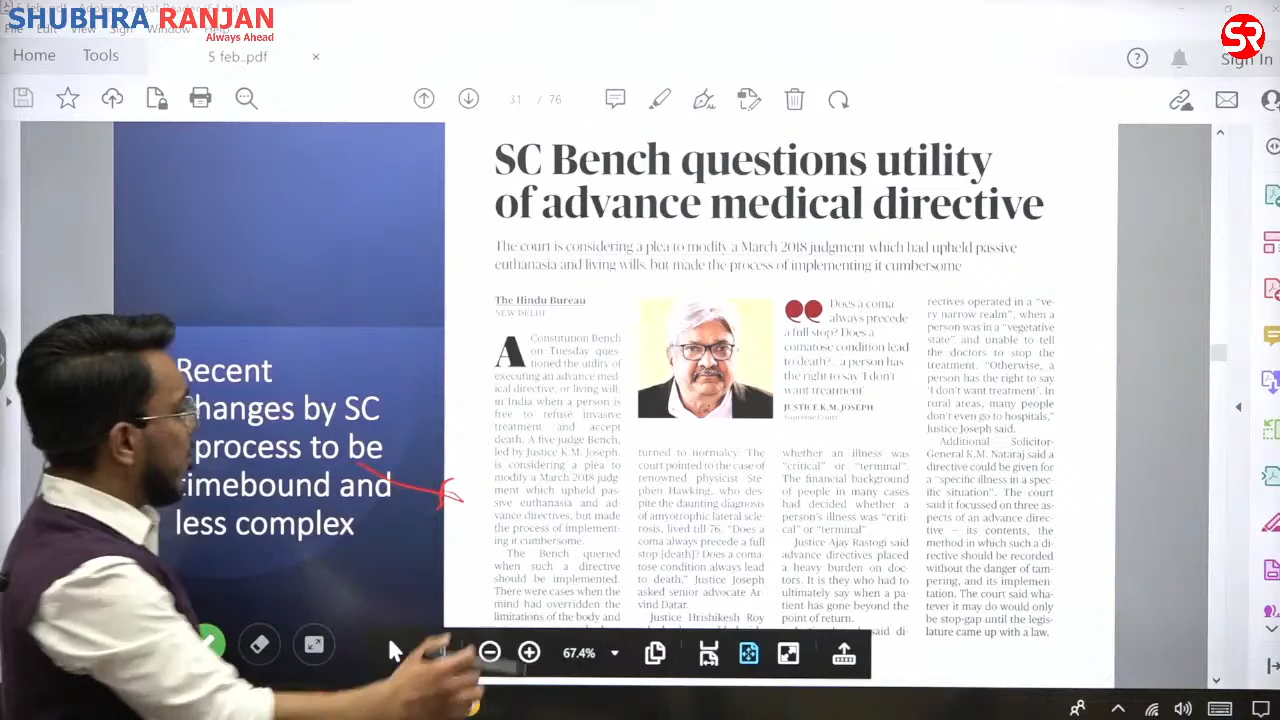 SHUBHRA RANJAN
Always Ahead
File Edit View Sign Window Help
Home Tools 5 feb..pdf × Sign In
31 / 76
Recent
changes by SC
process to be
timebound and
less complex
SC Bench questions utility
of advance medical directive
The court is considering a plea to modify a March 2018 judgment which had upheld passive
euthanasia and living wills, but made the process of implementing it cumbersome
The Hindu Bureau
NEW DELHI
A Constitution Bench
on Tuesday ques-
tioned the utility of
executing an advance med-
ical directive, or living will,
in India when a person is
free to refuse invasive
treatment and accept
death. A five-judge Bench,
led by Justice K.M. Joseph,
is considering a plea to
modify a March 2018 judg-
ment which upheld pas-
sive euthanasia and ad-
vance directives, but made
the process of implement-
ing it cumbersome.
The Bench queried
when such a directive
should be implemented.
There were cases when the
mind had overridden the
limitations of the body and
turned to normalcy. The
court pointed to the case of
renowned physicist Ste-
phen Hawking, who des-
pite the daunting diagnosis
of amyotrophic lateral scle-
rosis, lived till 76. “Does a
coma always precede a full
stop [death]? Does a coma-
tose condition always lead
to death,” Justice Joseph
asked senior advocate Ar-
vind Datar.
Justice Hrishikesh Roy
Does a coma
always precede
a full stop? Does a
comatose condition lead
to death?... a person has
the right to say 'I don't
want treatment'
JUSTICE K.M. JOSEPH
Supreme Court
whether an illness was
“critical” or “terminal”.
The financial background
of people in many cases
had decided whether a
person's illness was “criti-
cal” or “terminal”.
Justice Ajay Rastogi said
advance directives placed
a heavy burden on doc-
tors. It is they who had to
ultimately say when a pa-
tient has gone beyond the
point of return.
said di-
rectives operated in a “ve-
ry narrow realm”, when a
person was in a “vegetative
state” and unable to tell
the doctors to stop the
treatment. “Otherwise, a
person has the right to say
'I don't want treatment'. In
rural areas, many people
don't even go to hospitals,”
Justice Joseph said.
Additional Solicitor-
General K.M. Nataraj said a
directive could be given for
a “specific illness in a spec-
ific situation”. The court
said it focussed on three as-
pects of an advance direc-
tive – its contents, the
method in which such a di-
rective should be recorded
without the danger of tam-
pering, and its implemen-
tation. The court said wha-
tever it may do would only
be stop-gap until the legis-
lature came up with a law.
67.4%
SR